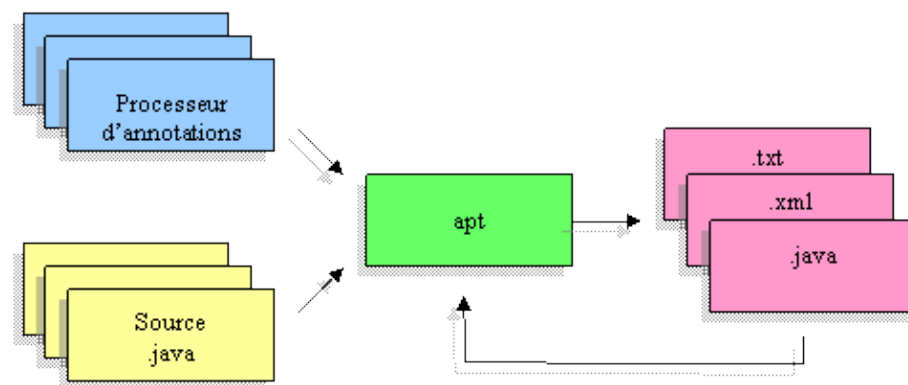 Processeur
d'annotations
.txt
.xml
apt
.java
Source
.java